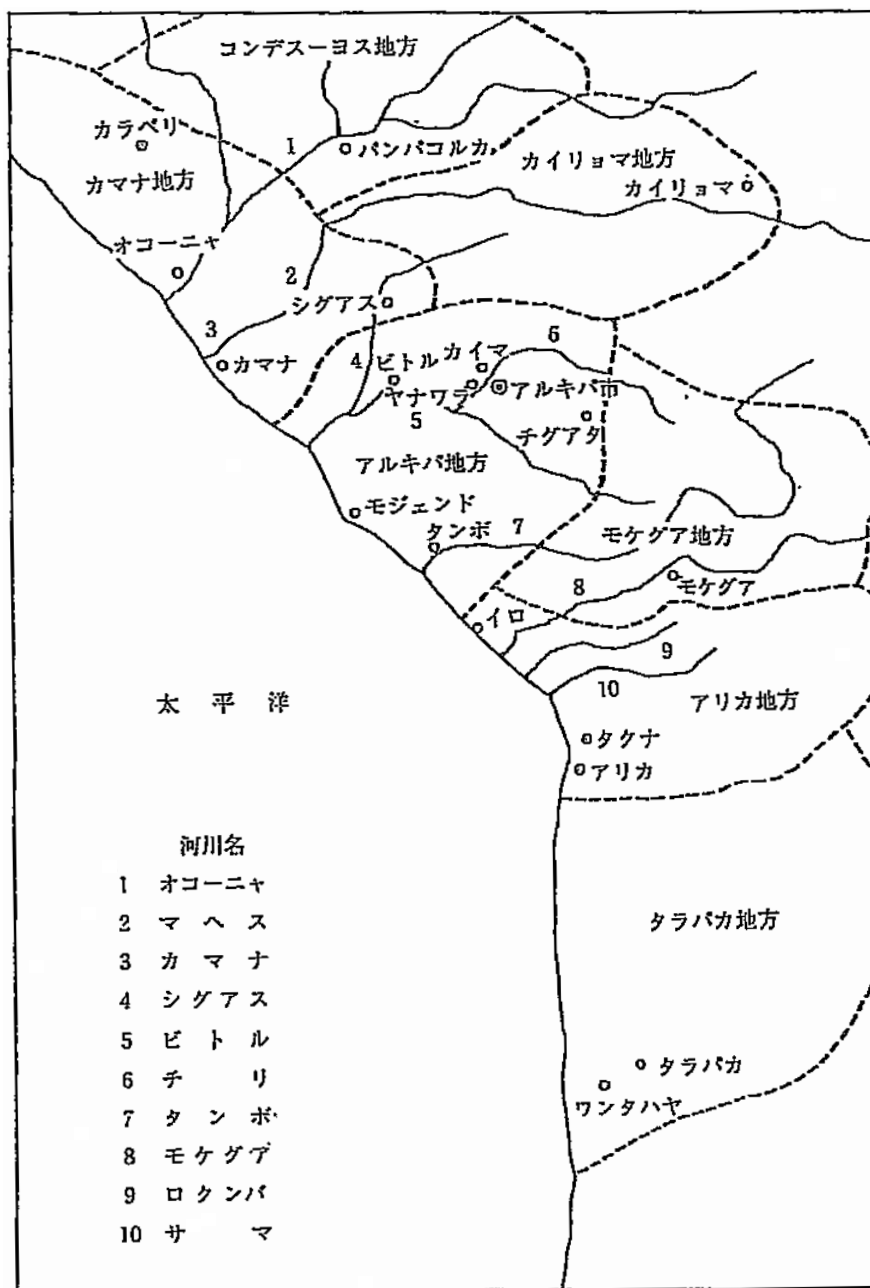 コンデスーヨス地方
カラベリ
1
パンパコルカ
カイリョマ地方
カマナ地方
カイリョマ
オコーニャ
2
シグアス
3
カマナ
4
ビトル
カイマ
6
ヤナワラ
アルキパ市
5
チグアタ
アルキパ地方
モジェンド
タンボ
7
モケグア地方
8
モケグア
イロ
9
10
アリカ地方
太平洋
タクナ
アリカ
河川名
1 オコーニャ
2 マヘス
3 カマナ
4 シグアス
5 ビトル
6 チリ
7 タンボ
8 モケグア
9 ロクンバ
10 サマ
タラパカ地方
タラパカ
ワンタハヤ